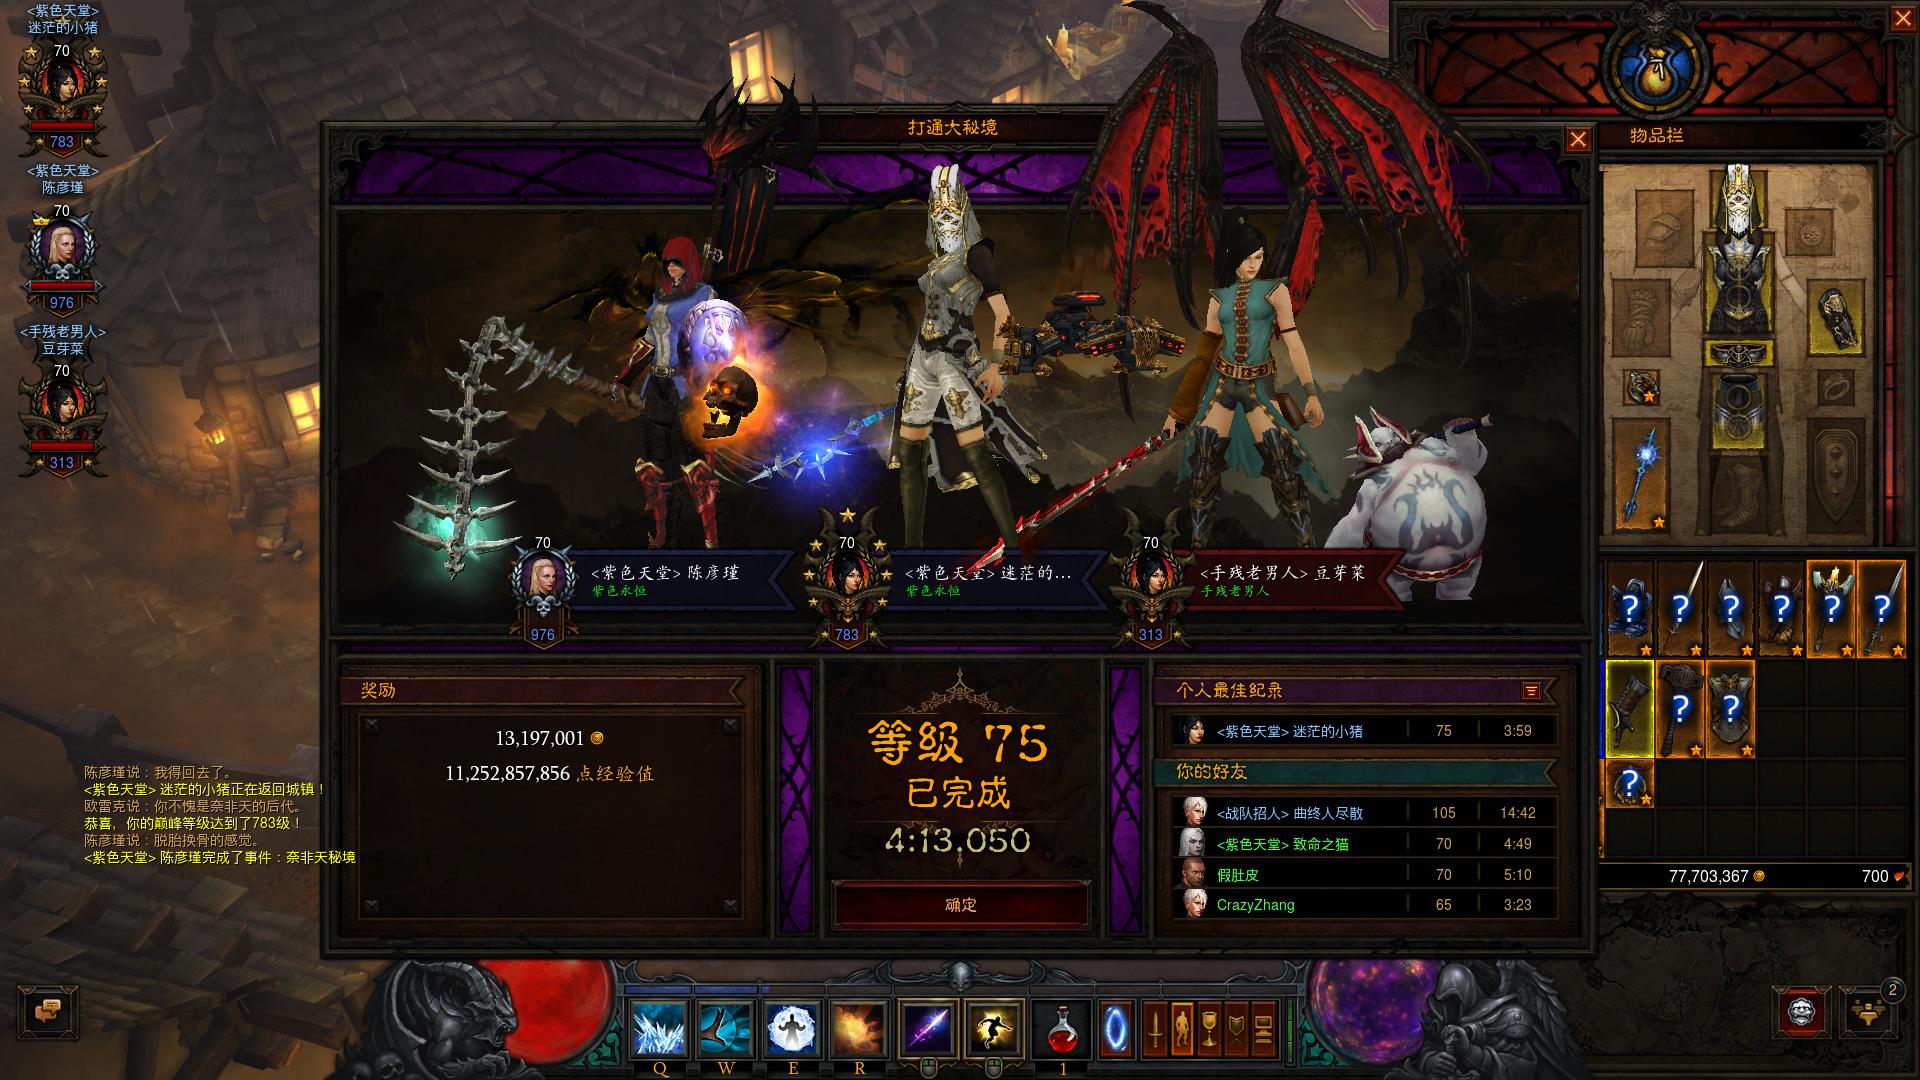 <紫色天堂>
迷茫的小猪
70
783
<紫色天堂>
陈彦瑾
70
976
<手残老男人>
豆芽菜
70
313
打通大秘境
70
<紫色天堂> 陈彦瑾
紫色永恒
976
70
<紫色天堂> 迷茫的...
紫色永恒
783
70
<手残老男人> 豆芽菜
手残老男人
313
奖励
13,197,001
11,252,857,856 点经验值
等级 75
已完成
4:13.050
确定
个人最佳纪录
<紫色天堂> 迷茫的小猪 75 3:59
你的好友
<战队招人> 曲终人尽散 105 14:42
<紫色天堂> 致命之猫 70 4:49
假肚皮 70 5:10
CrazyZhang 65 3:23
陈彦瑾说：我得回去了。
<紫色天堂> 迷茫的小猪正在返回城镇！
欧雷克说：你不愧是奈非天的后代。
恭喜，你的巅峰等级达到了783级！
陈彦瑾说：脱胎换骨的感觉。
<紫色天堂> 陈彦瑾完成了事件：奈非天秘境
物品栏
? ? ? ? ? ?
? ?
?
77,703,367 700
Q W E R 1
2